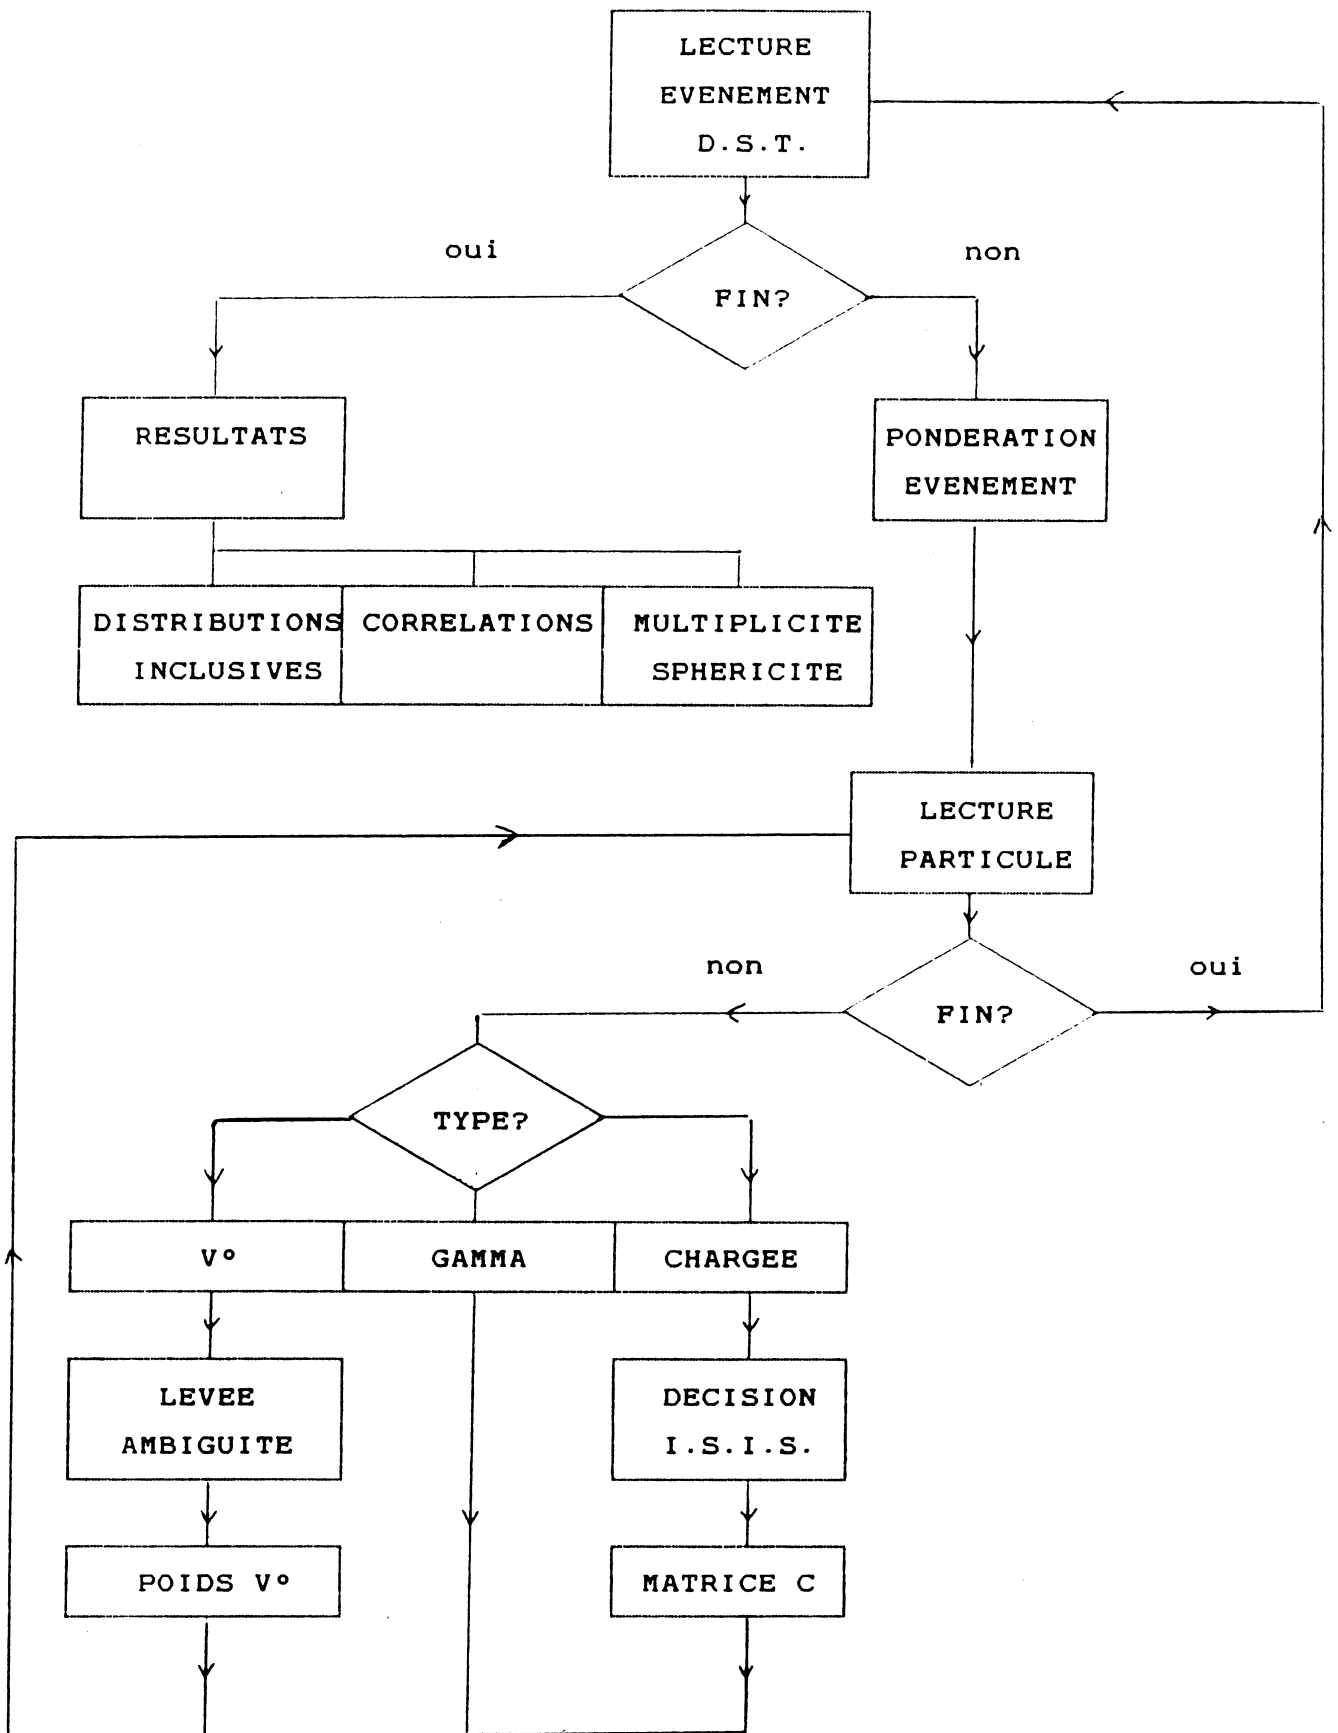 LECTURE
EVENEMENT
D.S.T.
oui
non
FIN?
RESULTATS
PONDERATION
EVENEMENT
DISTRIBUTIONS
INCLUSIVES
CORRELATIONS
MULTIPLICITE
SPHERICITE
LECTURE
PARTICULE
non
oui
FIN?
TYPE?
V°
GAMMA
CHARGEE
LEVEE
AMBIGUITE
DECISION
I.S.I.S.
POIDS V°
MATRICE C